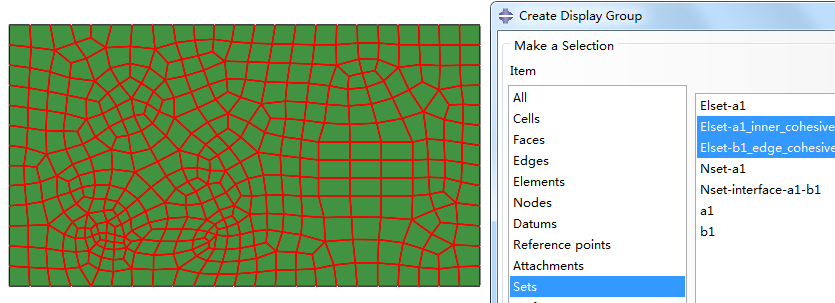 Create Display Group
Make a Selection
Item
All
Cells
Faces
Edges
Elements
Nodes
Datums
Reference points
Attachments
Sets
Elset-a1
Elset-a1_inner_cohesive
Elset-b1_edge_cohesive
Nset-a1
Nset-interface-a1-b1
a1
b1